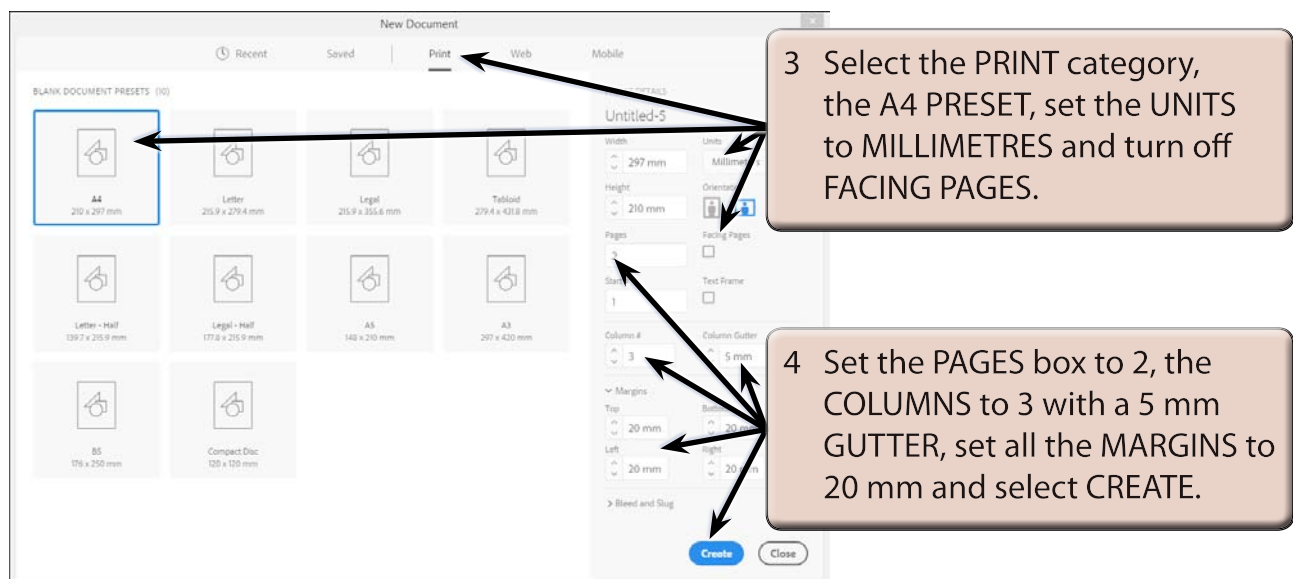 New Document
Recent Saved Print Web Mobile
BLANK DOCUMENT PRESETS (10)
A4
210 x 297 mm
Letter
215.9 x 279.4 mm
Legal
215.9 x 355.6 mm
Tabloid
279.4 x 431.8 mm
Letter - Half
139.7 x 215.9 mm
Legal - Half
177.8 x 215.9 mm
A5
148 x 210 mm
A3
297 x 420 mm
B5
176 x 250 mm
Compact Disc
120 x 120 mm
Untitled-5
Width Units
297 mm
Height
210 mm
Pages Facing Pages
2
Text Frame
1
Column # Column Gutter
3 5 mm
Margins
Top
20 mm 20 mm
Left Right
20 mm 20 mm
Bleed and Slug
Create Close
3 Select the PRINT category,
the A4 PRESET, set the UNITS
to MILLIMETRES and turn off
FACING PAGES.
4 Set the PAGES box to 2, the
COLUMNS to 3 with a 5 mm
GUTTER, set all the MARGINS to
20 mm and select CREATE.